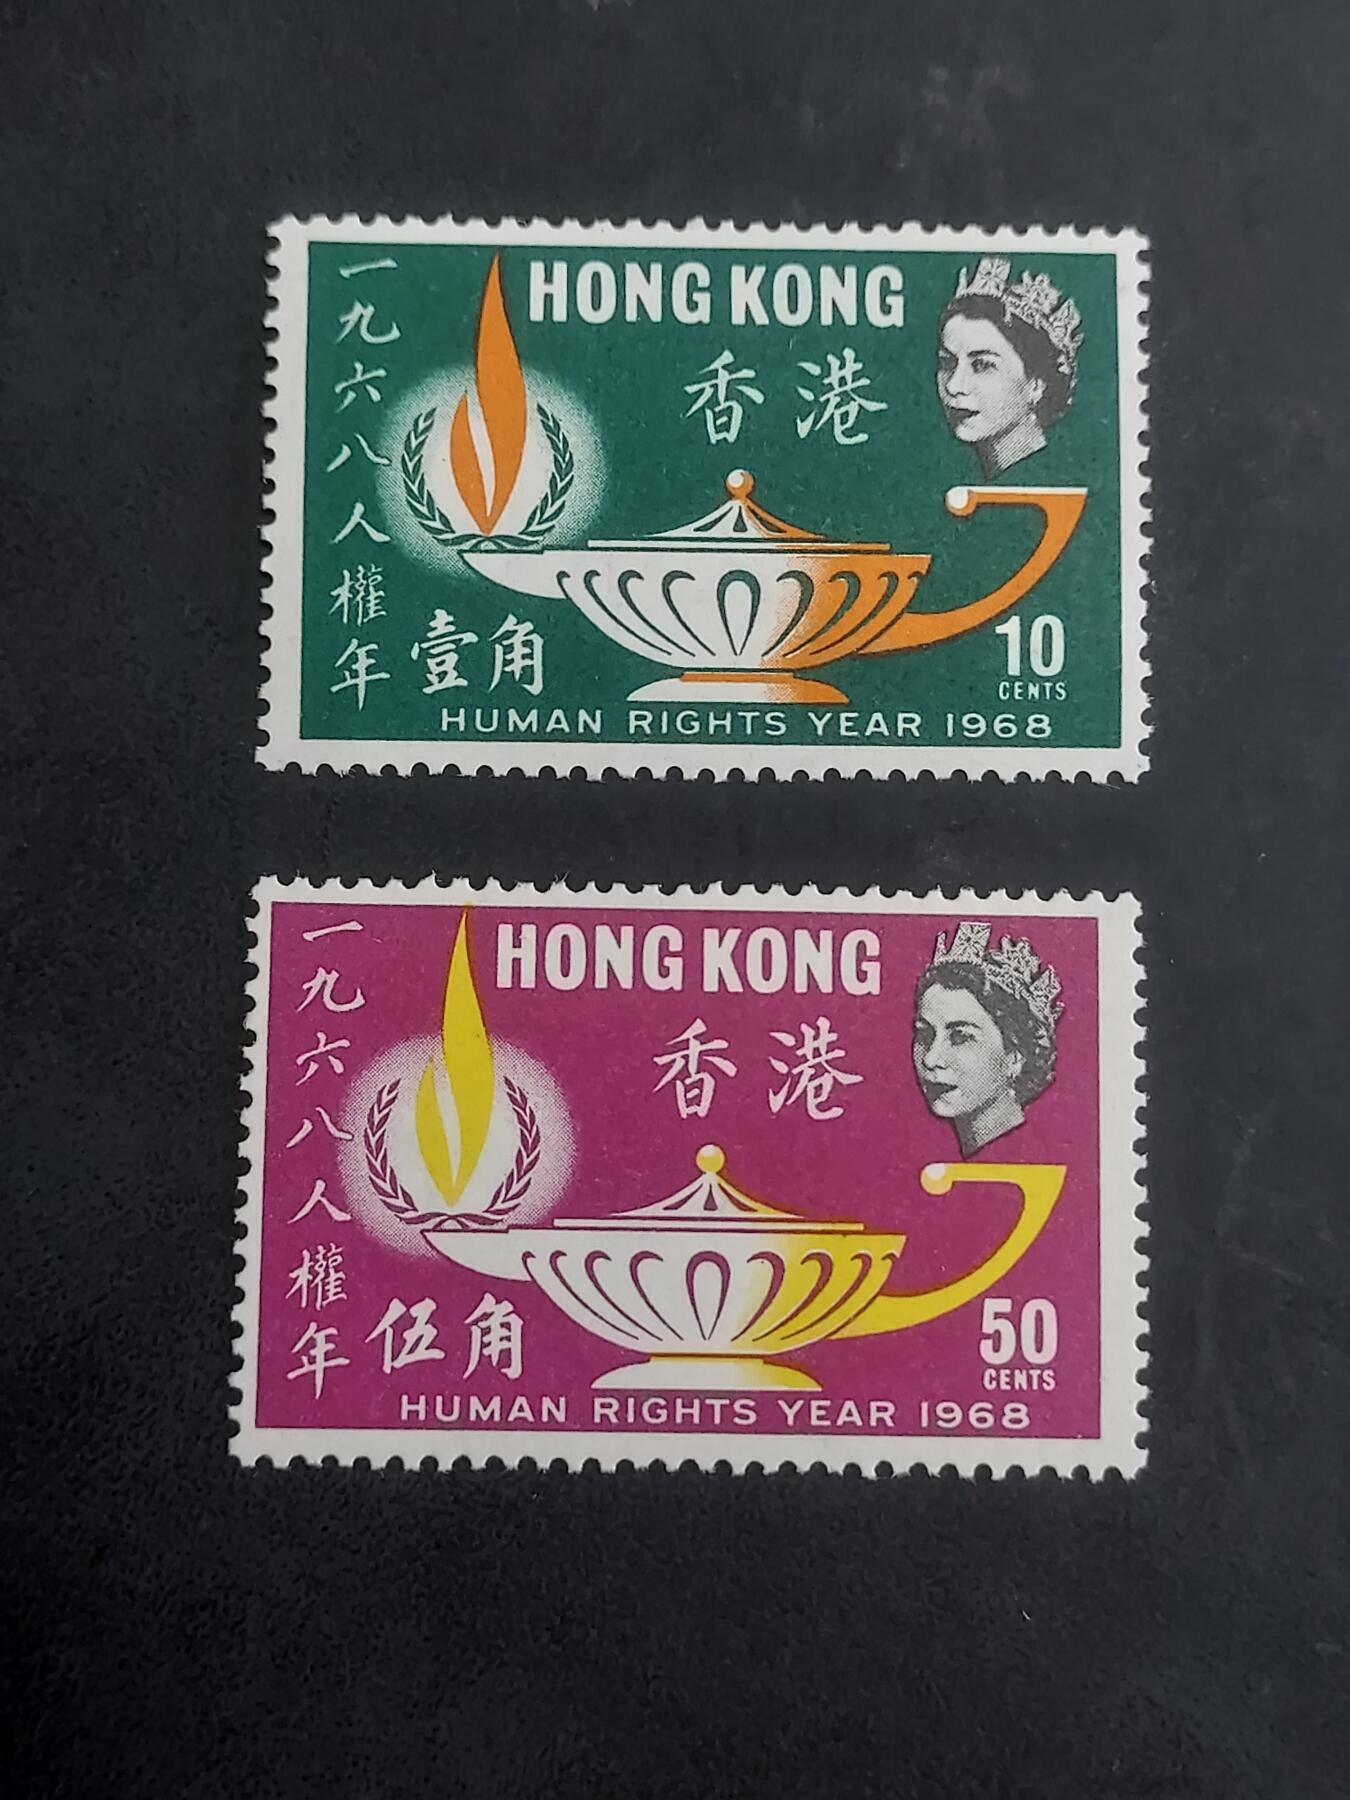 一九六八人權年
HONG KONG
香港
壹角
10
CENTS
HUMAN RIGHTS YEAR 1968
一九六八人權年
HONG KONG
香港
伍角
50
CENTS
HUMAN RIGHTS YEAR 1968